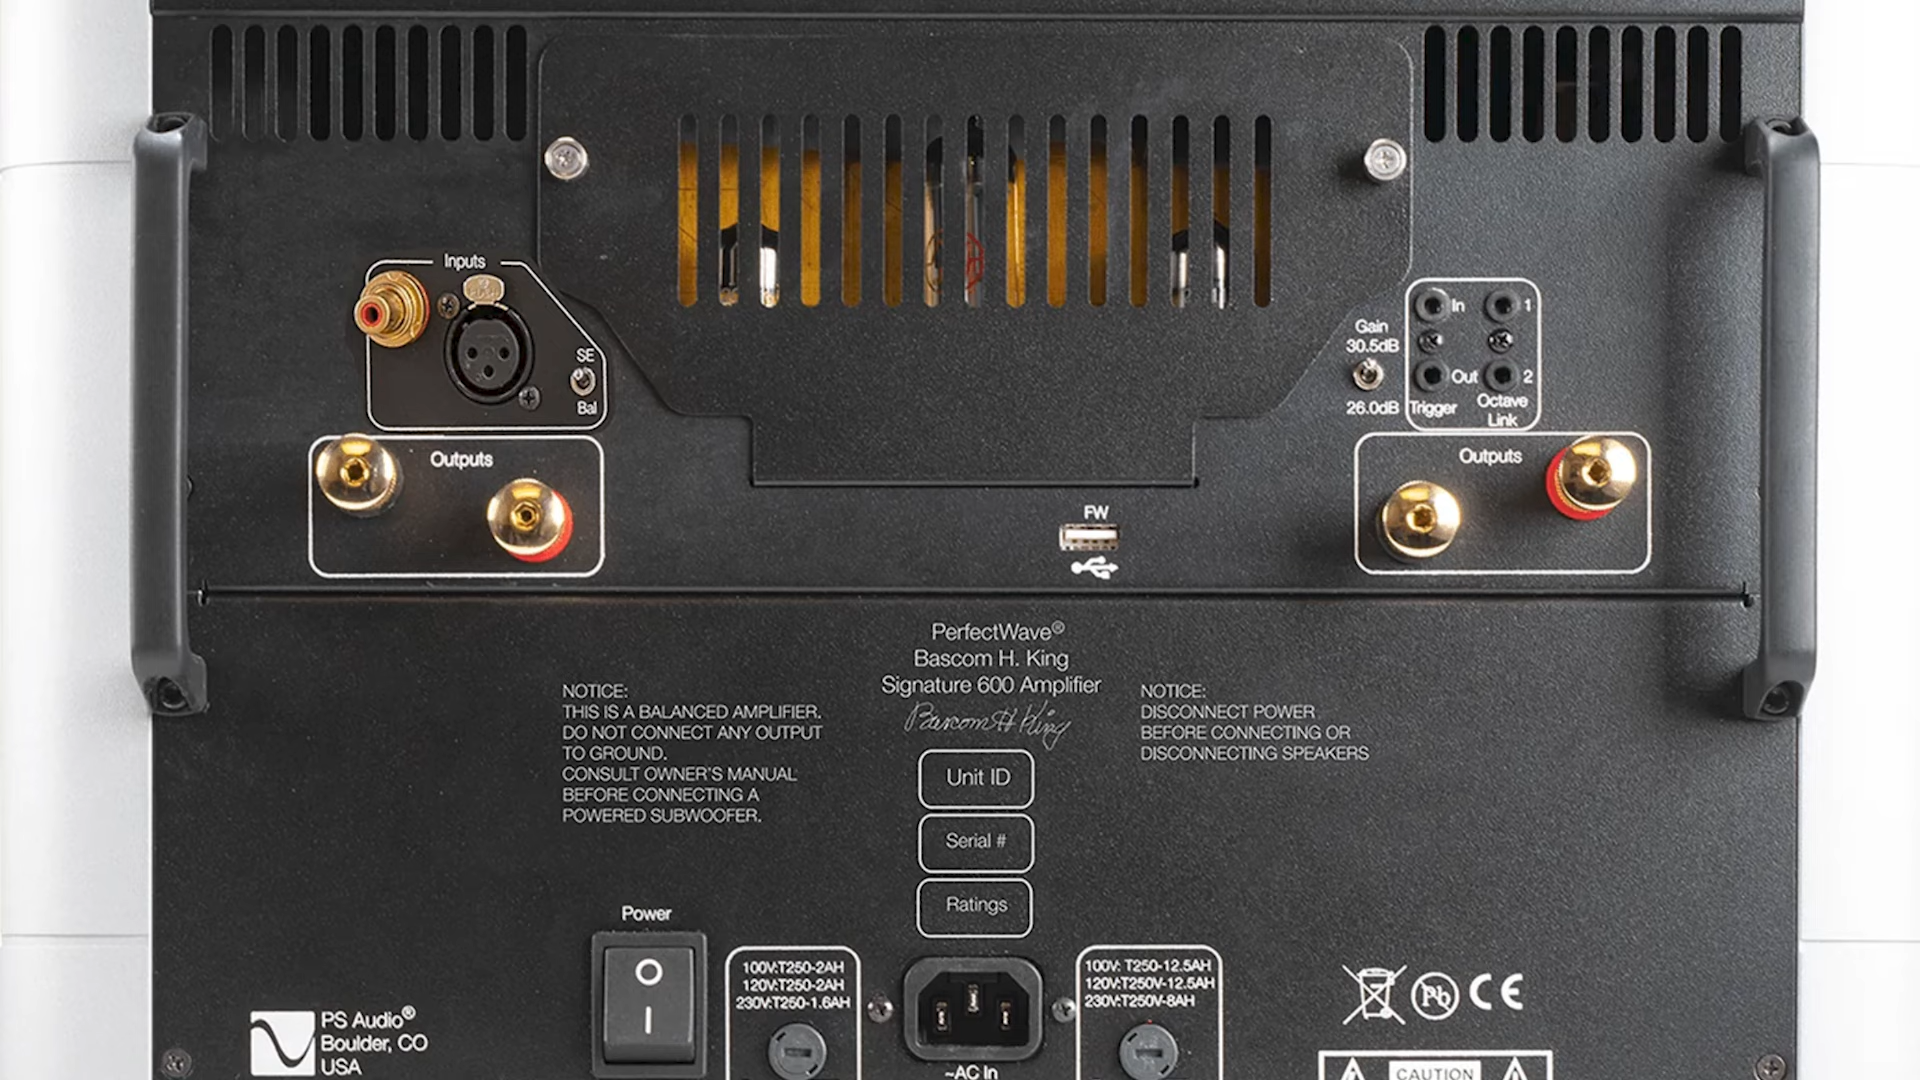 Inputs
SE
Bal
Outputs
Gain
30.5dB
26.0dB
In
1
Out
2
Trigger
Octave
Link
Outputs
FW
PerfectWave®
Bascom H. King
Signature 600 Amplifier
Bascom H King
NOTICE:
THIS IS A BALANCED AMPLIFIER.
DO NOT CONNECT ANY OUTPUT
TO GROUND.
CONSULT OWNER'S MANUAL
BEFORE CONNECTING A
POWERED SUBWOOFER.
NOTICE:
DISCONNECT POWER
BEFORE CONNECTING OR
DISCONNECTING SPEAKERS
Unit ID
Serial #
Ratings
Power
100V:T250-2AH
120V:T250-2AH
230V:T250-1.6AH
100V: T250-12.5AH
120V:T250V-12.5AH
230V:T250V-8AH
~AC In
PS Audio®
Boulder, CO
USA
Pb
CE
CAUTION